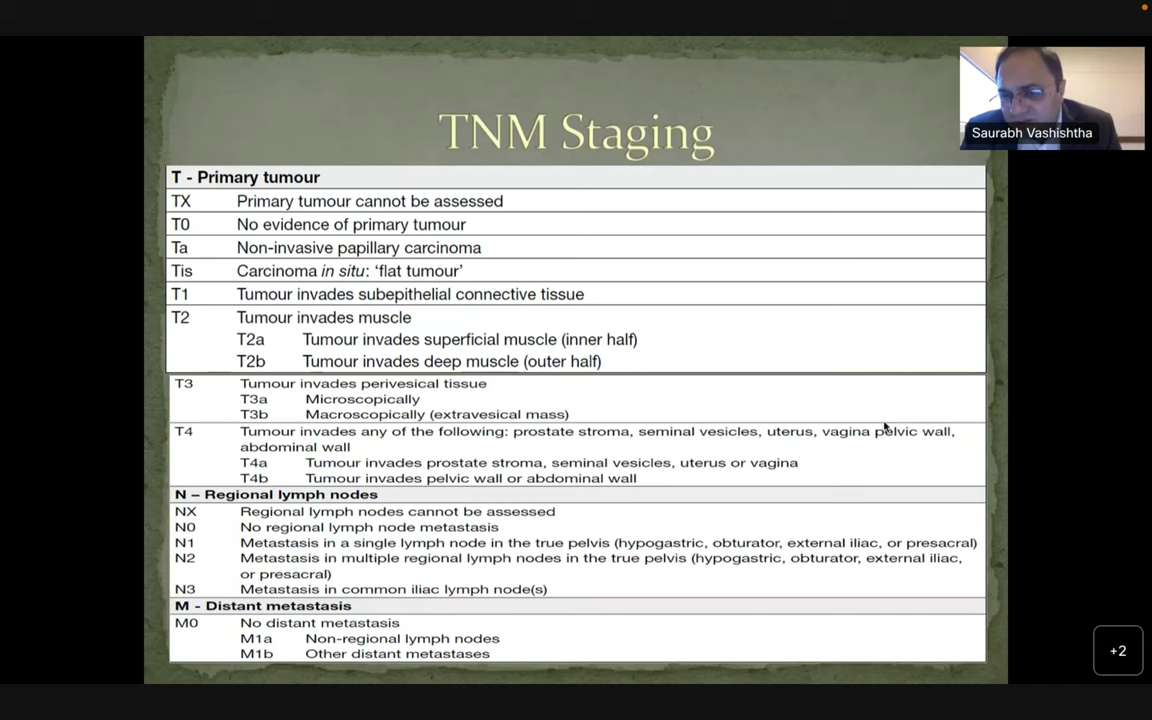 Saurabh Vashishtha
TNM Staging
T - Primary tumour
TX Primary tumour cannot be assessed
T0 No evidence of primary tumour
Ta Non-invasive papillary carcinoma
Tis Carcinoma in situ: ‘flat tumour’
T1 Tumour invades subepithelial connective tissue
T2 Tumour invades muscle
T2a Tumour invades superficial muscle (inner half)
T2b Tumour invades deep muscle (outer half)
T3 Tumour invades perivesical tissue
T3a Microscopically
T3b Macroscopically (extravesical mass)
T4 Tumour invades any of the following: prostate stroma, seminal vesicles, uterus, vagina pelvic wall,
abdominal wall
T4a Tumour invades prostate stroma, seminal vesicles, uterus or vagina
T4b Tumour invades pelvic wall or abdominal wall
N – Regional lymph nodes
NX Regional lymph nodes cannot be assessed
N0 No regional lymph node metastasis
N1 Metastasis in a single lymph node in the true pelvis (hypogastric, obturator, external iliac, or presacral)
N2 Metastasis in multiple regional lymph nodes in the true pelvis (hypogastric, obturator, external iliac,
or presacral)
N3 Metastasis in common iliac lymph node(s)
M - Distant metastasis
M0 No distant metastasis
M1a Non-regional lymph nodes
M1b Other distant metastases
+2